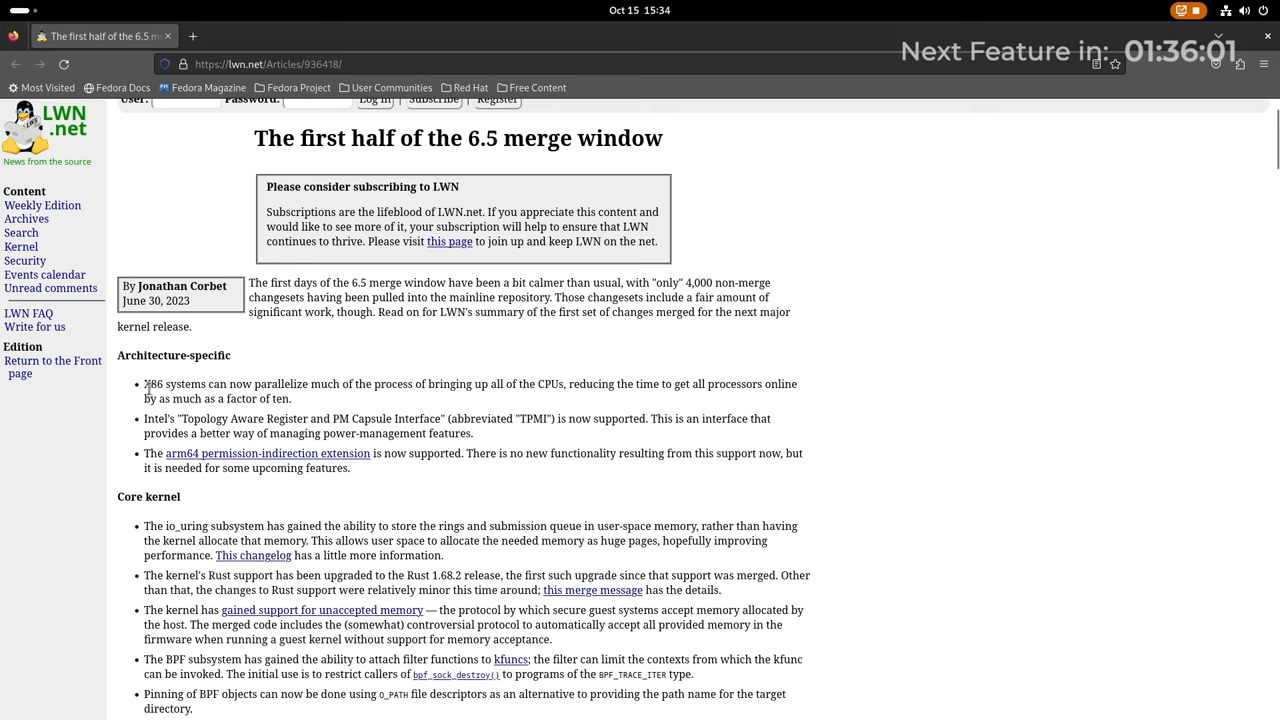 Oct 15 15:34
The first half of the 6.5 m
Next Feature in: 01:36:01
https://lwn.net/Articles/936418/
Most Visited Fedora Docs Fedora Magazine Fedora Project User Communities Red Hat Free Content
User: Password: Log in | Subscribe | Register
LWN
.net
News from the source
Content
Weekly Edition
Archives
Search
Kernel
Security
Events calendar
Unread comments
LWN FAQ
Write for us
Edition
Return to the Front
page
The first half of the 6.5 merge window
Please consider subscribing to LWN
Subscriptions are the lifeblood of LWN.net. If you appreciate this content and
would like to see more of it, your subscription will help to ensure that LWN
continues to thrive. Please visit this page to join up and keep LWN on the net.
By Jonathan Corbet
June 30, 2023
The first days of the 6.5 merge window have been a bit calmer than usual, with "only" 4,000 non-merge
changesets having been pulled into the mainline repository. Those changesets include a fair amount of
significant work, though. Read on for LWN's summary of the first set of changes merged for the next major
kernel release.
Architecture-specific
• X86 systems can now parallelize much of the process of bringing up all of the CPUs, reducing the time to get all processors online
by as much as a factor of ten.
• Intel's "Topology Aware Register and PM Capsule Interface" (abbreviated "TPMI") is now supported. This is an interface that
provides a better way of managing power-management features.
• The arm64 permission-indirection extension is now supported. There is no new functionality resulting from this support now, but
it is needed for some upcoming features.
Core kernel
• The io_uring subsystem has gained the ability to store the rings and submission queue in user-space memory, rather than having
the kernel allocate that memory. This allows user space to allocate the needed memory as huge pages, hopefully improving
performance. This changelog has a little more information.
• The kernel's Rust support has been upgraded to the Rust 1.68.2 release, the first such upgrade since that support was merged. Other
than that, the changes to Rust support were relatively minor this time around; this merge message has the details.
• The kernel has gained support for unaccepted memory — the protocol by which secure guest systems accept memory allocated by
the host. The merged code includes the (somewhat) controversial protocol to automatically accept all provided memory in the
firmware when running a guest kernel without support for memory acceptance.
• The BPF subsystem has gained the ability to attach filter functions to kfuncs; the filter can limit the contexts from which the kfunc
can be invoked. The initial use is to restrict callers of bpf_sock_destroy() to programs of the BPF_TRACE_ITER type.
• Pinning of BPF objects can now be done using O_PATH file descriptors as an alternative to providing the path name for the target
directory.